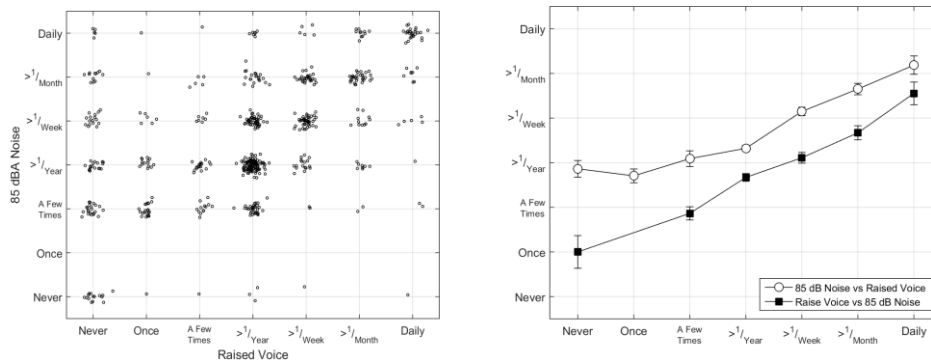 Daily
>1/Month
>1/Week
>1/Year
A Few
Times
Once
Never
85 dBA Noise
Never
Once
A Few
Times
>1/Year
>1/Week
>1/Month
Daily
Raised Voice
Daily
>1/Month
>1/Week
>1/Year
A Few
Times
Once
Never
85 dB Noise vs Raised Voice
Raise Voice vs 85 dB Noise
Never
Once
A Few
Times
>1/Year
>1/Week
>1/Month
Daily